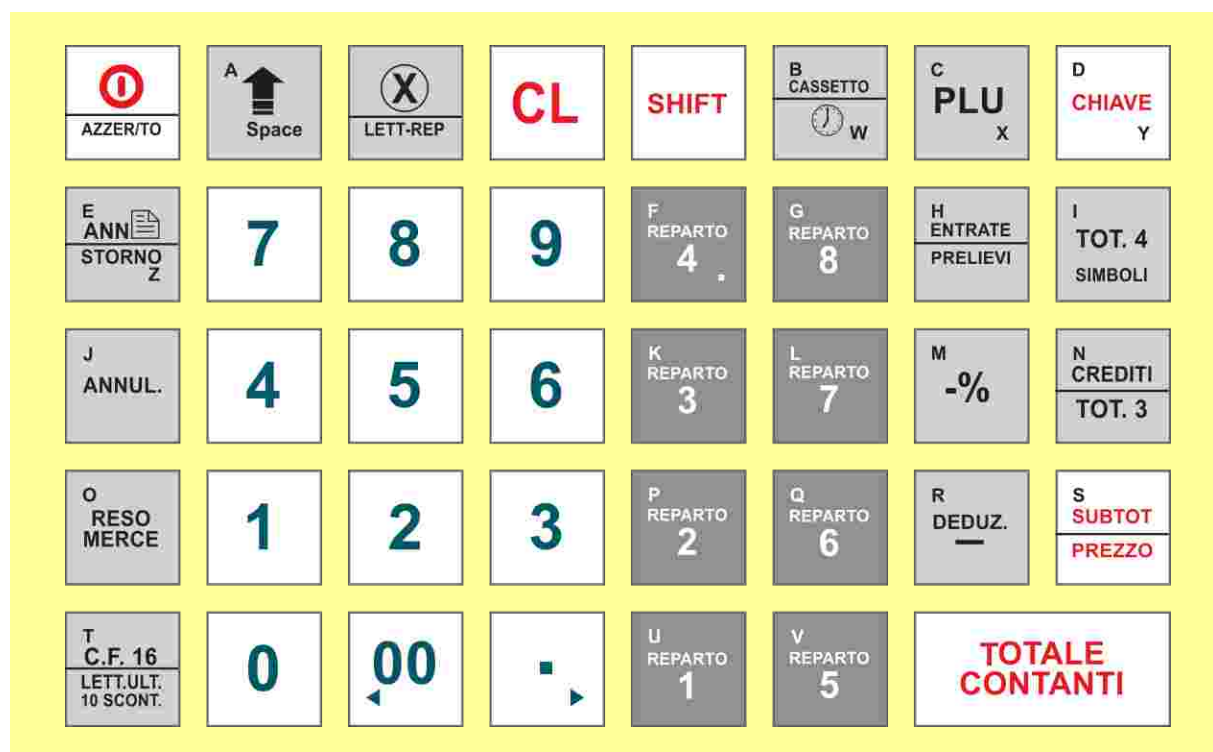 AZZER/TO
A
Space
X
LETT-REP
CL
SHIFT
B
CASSETTO
W
C
PLU
X
D
CHIAVE
Y
E
ANN
STORNO
Z
7
8
9
F
REPARTO
4 .
G
REPARTO
8
H
ENTRATE
PRELIEVI
I
TOT. 4
SIMBOLI
J
ANNUL.
4
5
6
K
REPARTO
3
L
REPARTO
7
M
-%
N
CREDITI
TOT. 3
O
RESO
MERCE
1
2
3
P
REPARTO
2
Q
REPARTO
6
R
DEDUZ.
—
S
SUBTOT
PREZZO
T
C.F. 16
LETT.ULT.
10 SCONT.
0
00
.
U
REPARTO
1
V
REPARTO
5
TOTALE
CONTANTI